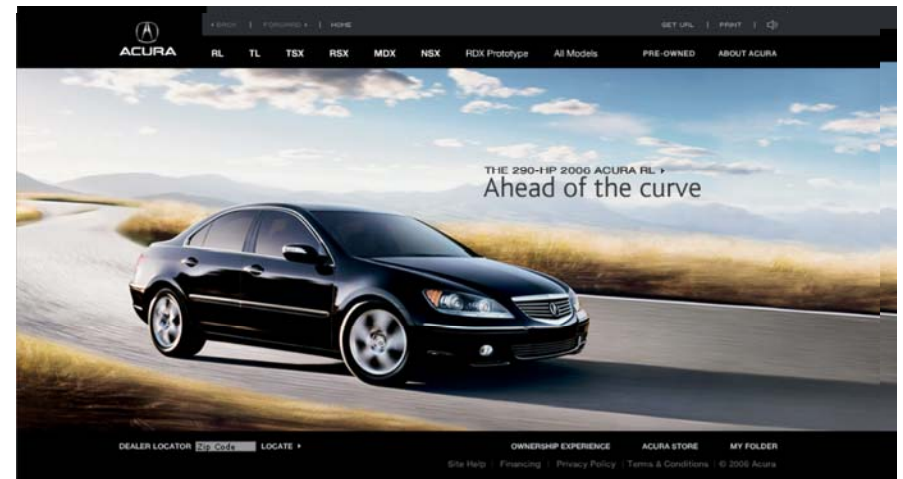 ◂ BACK | FORWARD ▸ | HOME
GET URL | PRINT |
ACURA
RL TL TSX RSX MDX NSX RDX Prototype All Models PRE-OWNED ABOUT ACURA
THE 290-HP 2006 ACURA RL ▸
Ahead of the curve
DEALER LOCATOR Zip Code LOCATE ▸
OWNERSHIP EXPERIENCE ACURA STORE MY FOLDER
Site Help | Financing | Privacy Policy | Terms & Conditions | © 2006 Acura